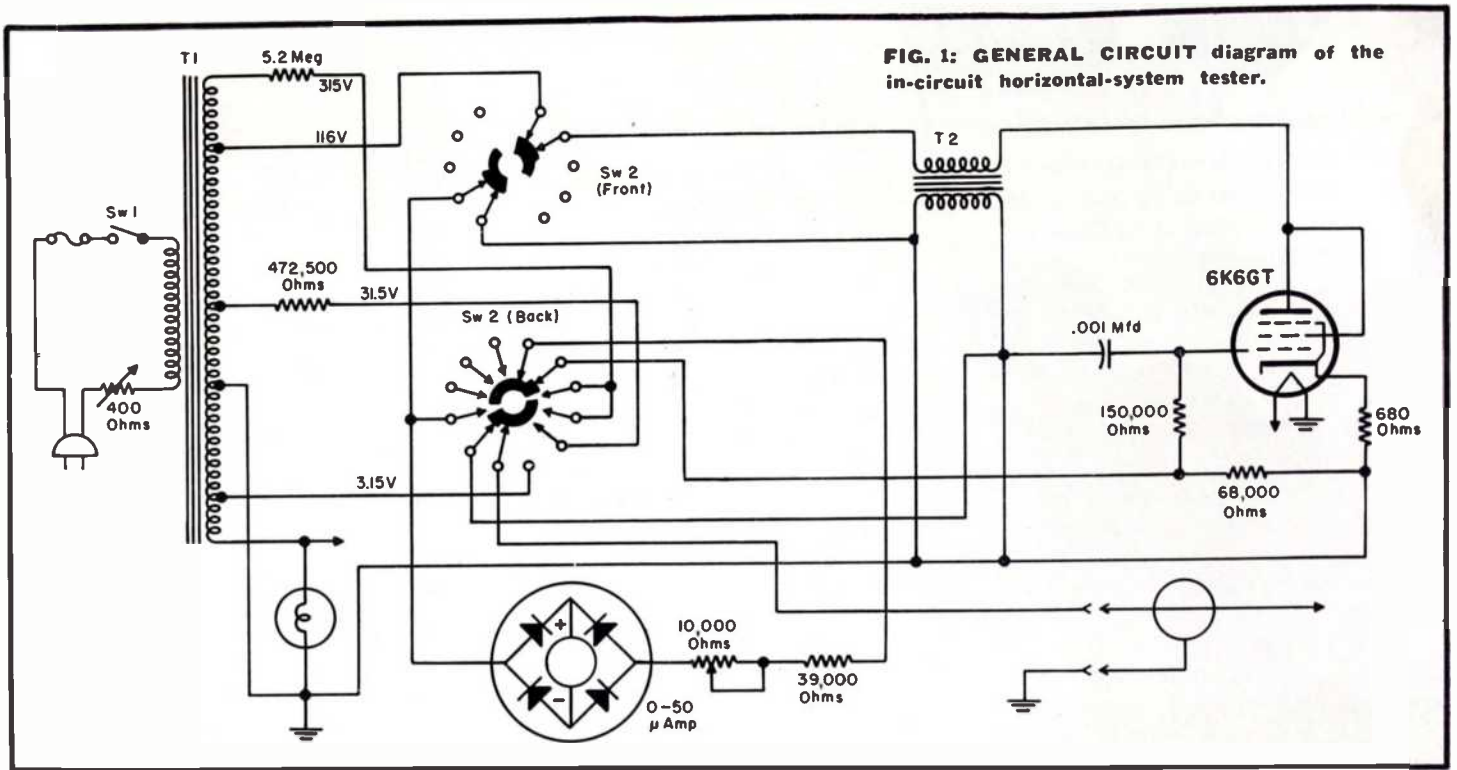 FIG. 1: GENERAL CIRCUIT diagram of the
in-circuit horizontal-system tester.
T1
5.2 Meg
315V
116V
Sw 2
(Front)
T2
Sw 1
472,500
Ohms
31.5V
Sw 2 (Back)
6K6GT
.001 Mfd
400
Ohms
150,000
Ohms
680
Ohms
3.15V
68,000
Ohms
+
-
10,000
Ohms
39,000
Ohms
0-50
μ Amp